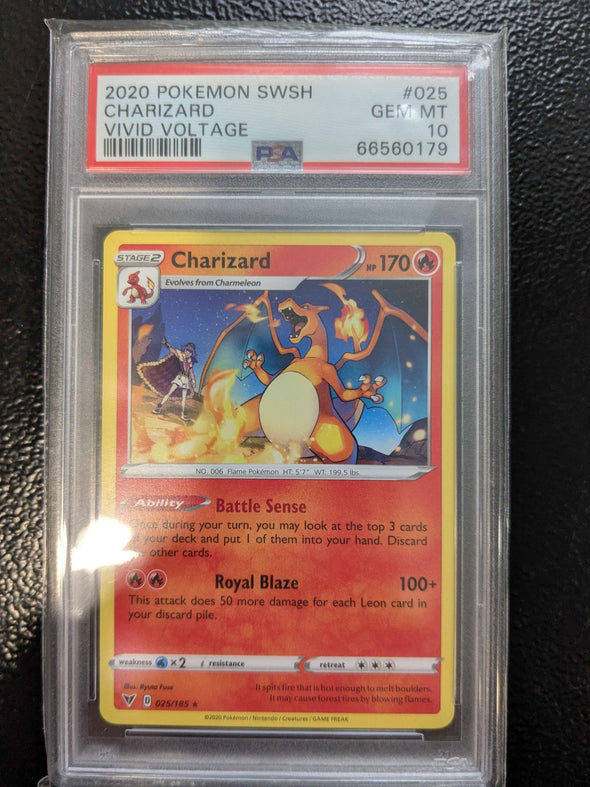 2020 POKEMON SWSH #025
CHARIZARD GEM MT
VIVID VOLTAGE 10
PSA 66560179
STAGE2 Charizard HP 170
Evolves from Charmeleon
NO. 006 Flame Pokémon HT: 5'7" WT: 199.5 lbs.
Ability Battle Sense
Once during your turn, you may look at the top 3 cards
of your deck and put 1 of them into your hand. Discard
other cards.
Royal Blaze 100+
This attack does 50 more damage for each Leon card in
your discard pile.
weakness ×2 resistance retreat
Illus. Ryuta Fuse
It spits fire that is hot enough to melt boulders.
It may cause forest fires by blowing flames.
D 025/185 ★
©2020 Pokémon / Nintendo / Creatures / GAME FREAK